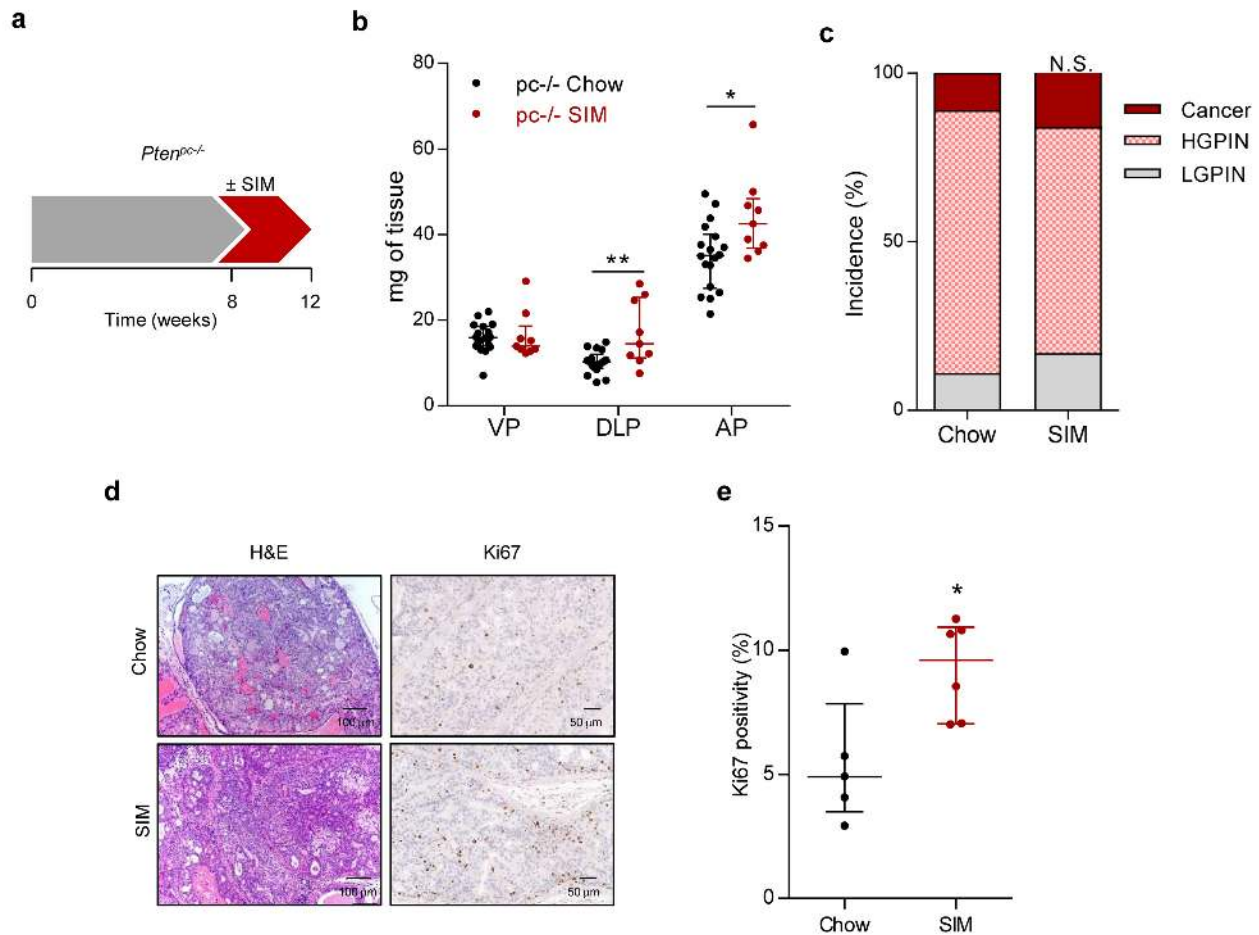 a
Pten^pc-/-
± SIM
0 8 12
Time (weeks)
b
80
60
40
20
0
mg of tissue
pc-/- Chow
pc-/- SIM
*
**
VP DLP AP
c
N.S.
100
50
0
Incidence (%)
Chow SIM
Cancer
HGPIN
LGPIN
d
H&E Ki67
Chow
100 µm
50 µm
SIM
100 µm
50 µm
e
15
10
5
0
Ki67 positivity (%)
*
Chow SIM